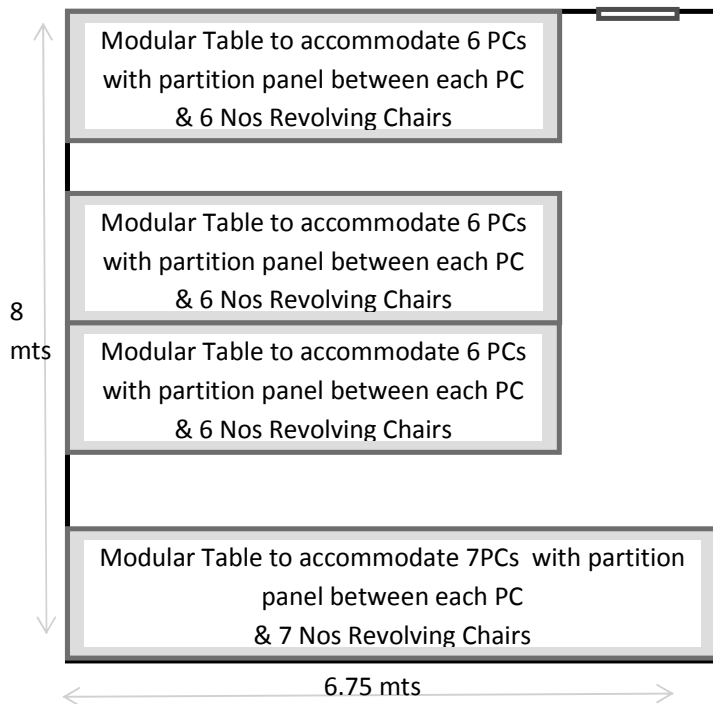 Modular Table to accommodate 6 PCs
with partition panel between each PC
& 6 Nos Revolving Chairs
Modular Table to accommodate 6 PCs
with partition panel between each PC
& 6 Nos Revolving Chairs
8
mts
Modular Table to accommodate 6 PCs
with partition panel between each PC
& 6 Nos Revolving Chairs
Modular Table to accommodate 7PCs with partition
panel between each PC
& 7 Nos Revolving Chairs
6.75 mts